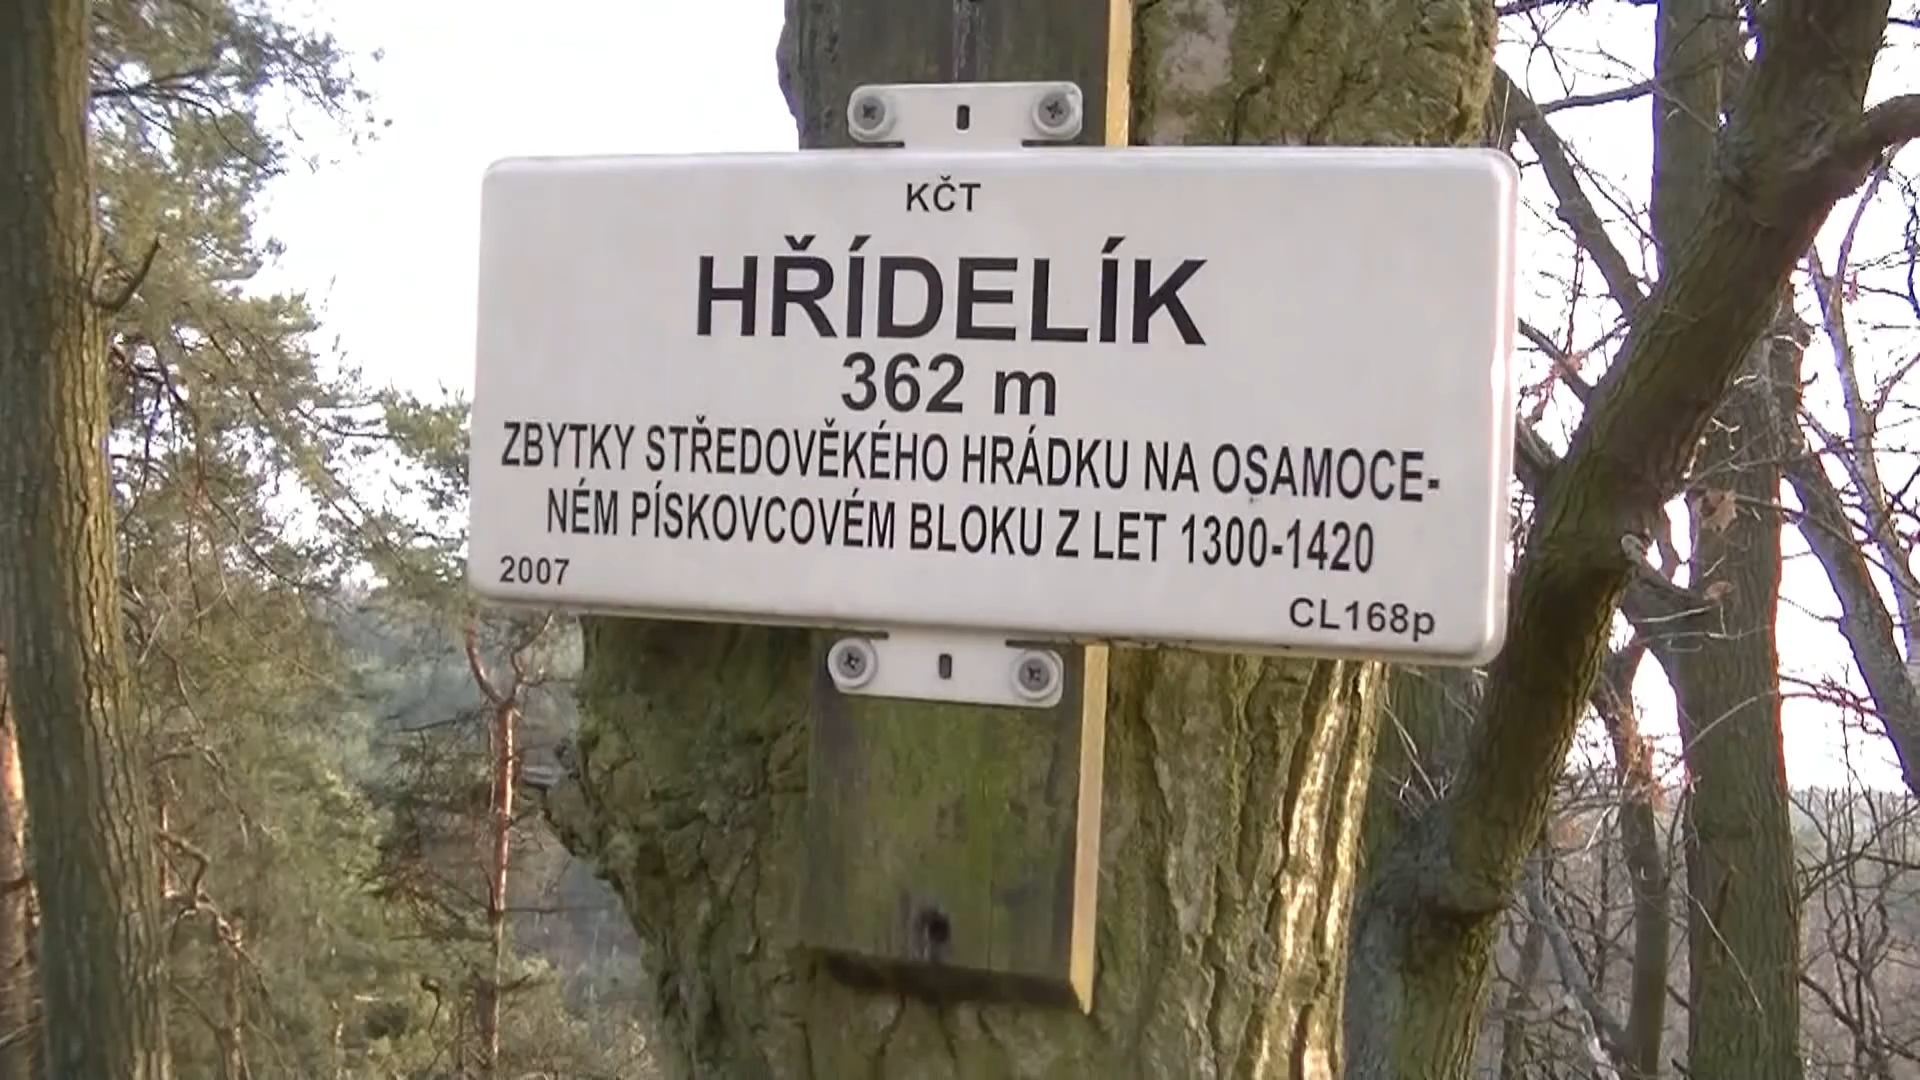 KČT
HŘÍDELÍK
362 m
ZBYTKY STŘEDOVĚKÉHO HRÁDKU NA OSAMOCE-
NÉM PÍSKOVCOVÉM BLOKU Z LET 1300-1420
2007
CL168p